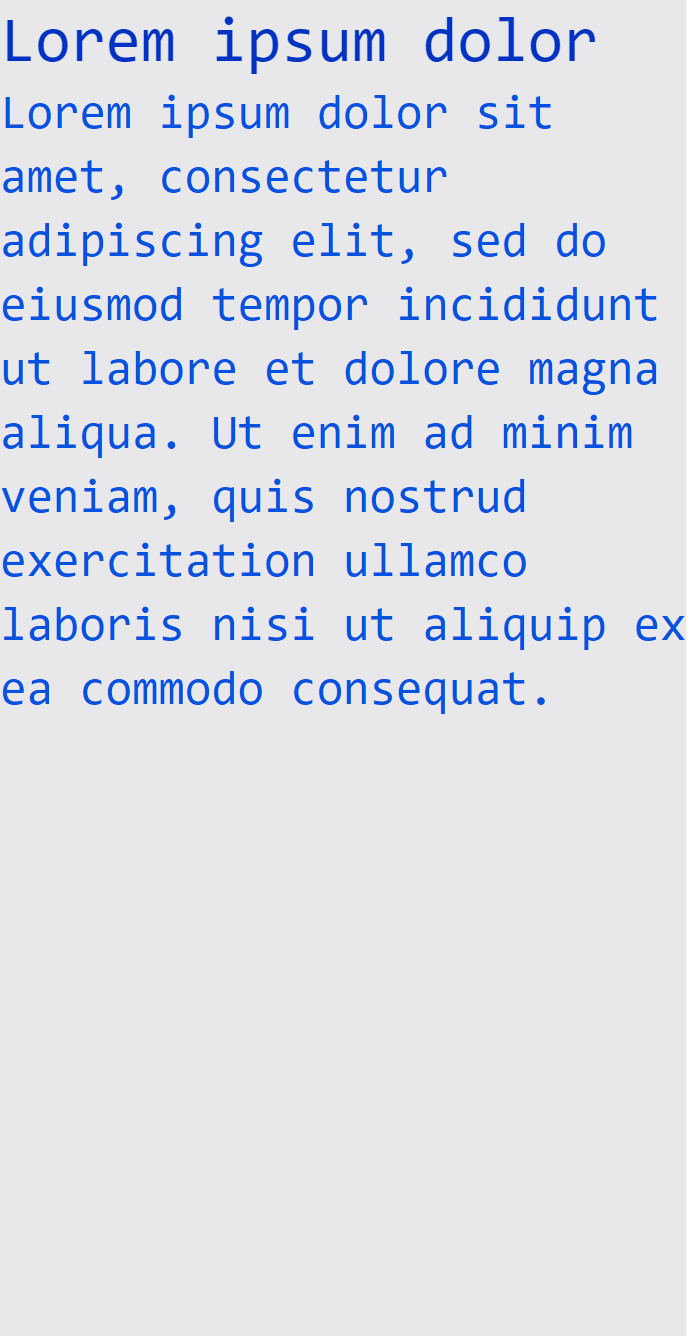 Lorem ipsum dolor
Lorem ipsum dolor sit
amet, consectetur
adipiscing elit, sed do
eiusmod tempor incididunt
ut labore et dolore magna
aliqua. Ut enim ad minim
veniam, quis nostrud
exercitation ullamco
laboris nisi ut aliquip ex
ea commodo consequat.